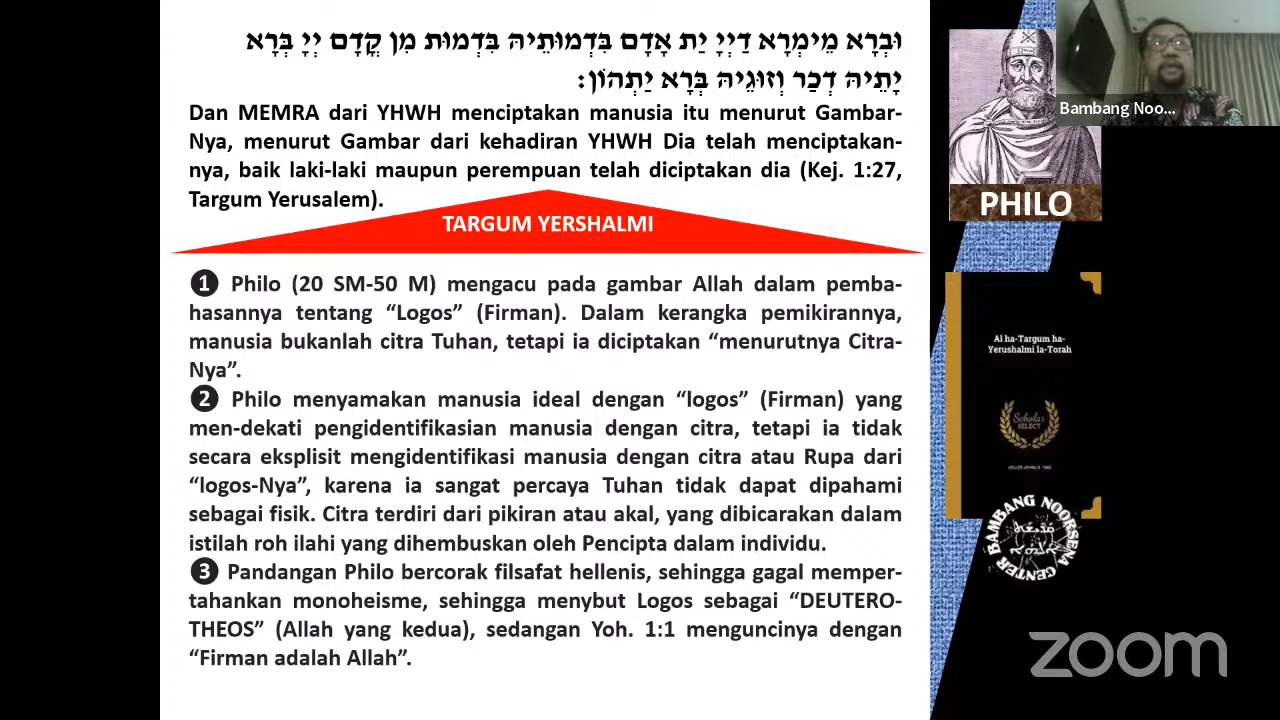 וּבְרָא מֵימְרָא דַיְיָ יַת אָדָם בִּדְמוּתֵיהּ בִּדְמוּת מִן קֳדָם יְיָ בְּרָא
יָתֵיהּ דְכַר וְזוּגֵיהּ בְּרָא יַתְהוֹן:
Dan MEMRA dari YHWH menciptakan manusia itu menurut Gambar-
Nya, menurut Gambar dari kehadiran YHWH Dia telah menciptakan-
nya, baik laki-laki maupun perempuan telah diciptakan dia (Kej. 1:27,
Targum Yerusalem).
TARGUM YERSHALMI
❶ Philo (20 SM-50 M) mengacu pada gambar Allah dalam pemba-
hasannya tentang “Logos” (Firman). Dalam kerangka pemikirannya,
manusia bukanlah citra Tuhan, tetapi ia diciptakan “menurutnya Citra-
Nya”.
❷ Philo menyamakan manusia ideal dengan “logos” (Firman) yang
men-dekati pengidentifikasian manusia dengan citra, tetapi ia tidak
secara eksplisit mengidentifikasi manusia dengan citra atau Rupa dari
“logos-Nya”, karena ia sangat percaya Tuhan tidak dapat dipahami
sebagai fisik. Citra terdiri dari pikiran atau akal, yang dibicarakan dalam
istilan roh ilahi yang dihembuskan oleh Pencipta dalam individu.
❸ Pandangan Philo bercorak filsafat hellenis, sehingga gagal memper-
tahankan monoheisme, sehingga menybut Logos sebagai “DEUTERO-
THEOS” (Allah yang kedua), sedangan Yoh. 1:1 menguncinya dengan
“Firman adalah Allah”.
Bambang Noo...
PHILO
Al ha-Targum ha-
Yerushalmi la-Torah
Scholar
SELECT
BAMBANG NOORSENA CENTER
zoom